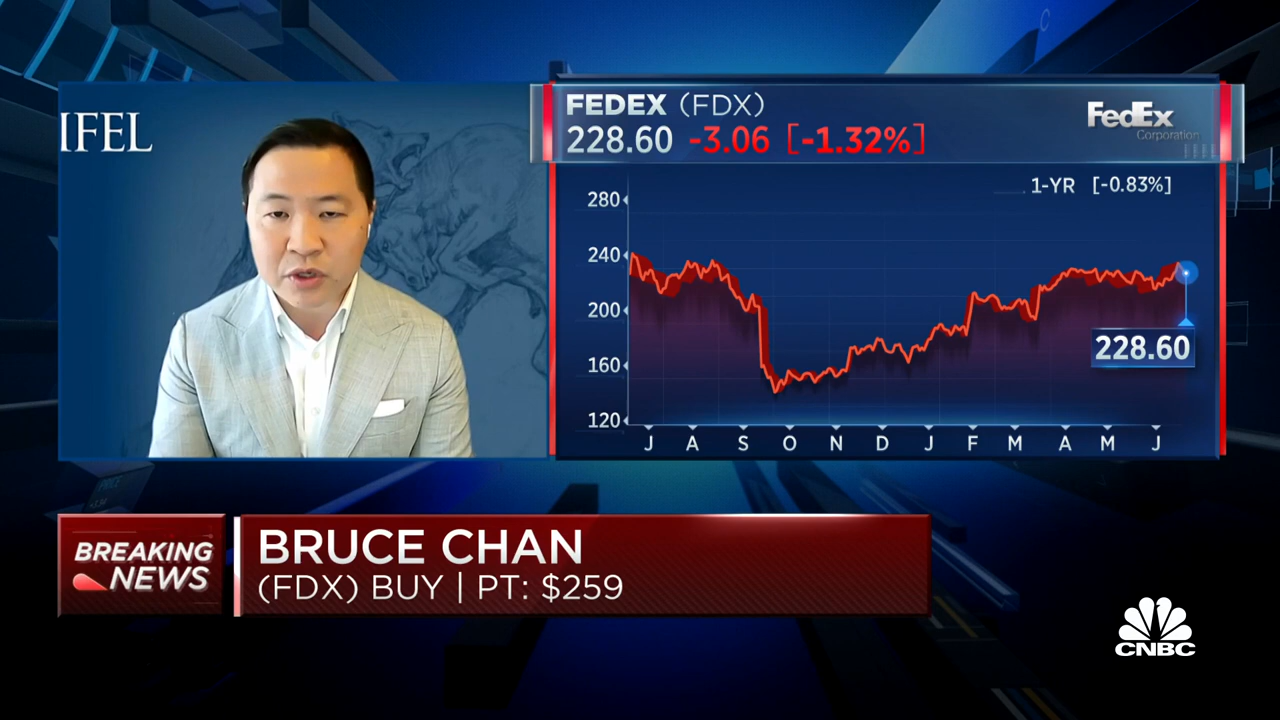 IFEL
FEDEX (FDX)
228.60 -3.06 [-1.32%]
FedEx
Corporation
1-YR [-0.83%]
280
240
200
160
120
228.60
J A S O N D J F M A M J
BREAKING
NEWS
BRUCE CHAN
(FDX) BUY | PT: $259
CNBC